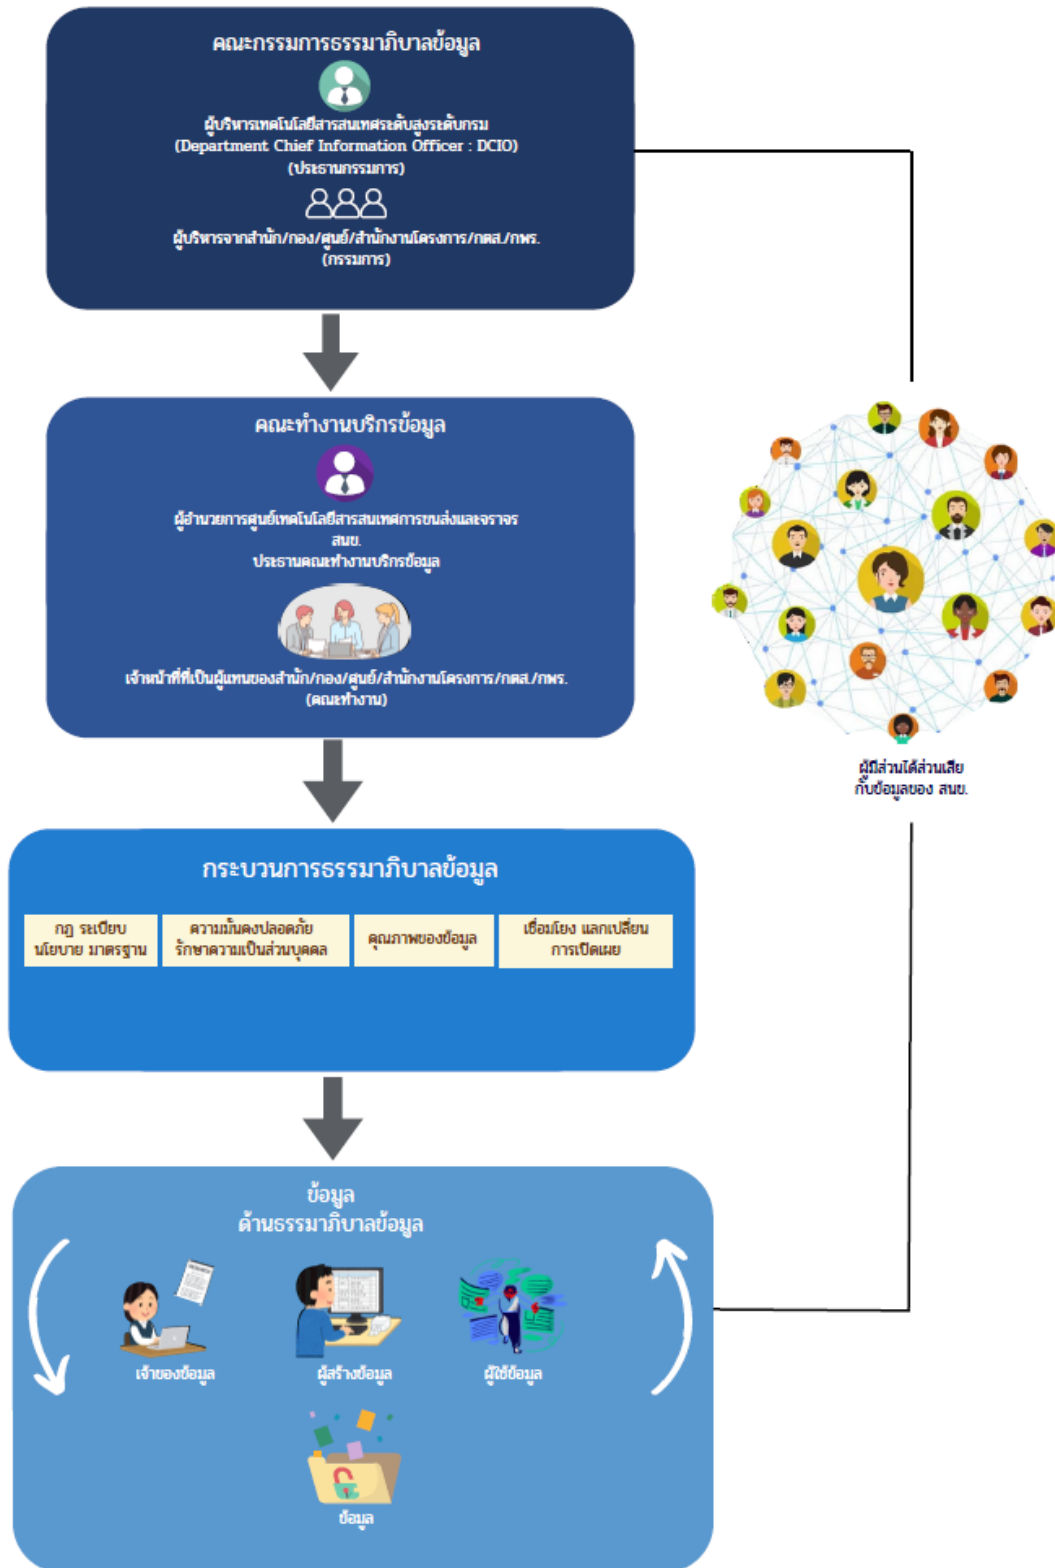 คณะกรรมการธรรมาภิบาลข้อมูล
ผู้บริหารเทคโนโลยีสารสนเทศระดับสูงระดับกรม
(Department Chief Information Officer : DCIO)
(ประธานกรรมการ)
ผู้บริหารจากสำนัก/กอง/ศูนย์/สำนักงานโครงการ/กตส./กพร.
(กรรมการ)
คณะทำงานบริกรข้อมูล
ผู้อำนวยการศูนย์เทคโนโลยีสารสนเทศการขนส่งและจราจร
สนข.
ประธานคณะทำงานบริกรข้อมูล
เจ้าหน้าที่ที่เป็นผู้แทนของสำนัก/กอง/ศูนย์/สำนักงานโครงการ/กตส./กพร.
(คณะทำงาน)
ผู้มีส่วนได้ส่วนเสีย
กับข้อมูลของ สนข.
กระบวนการธรรมาภิบาลข้อมูล
กฎ ระเบียบ
นโยบาย มาตรฐาน
ความมั่นคงปลอดภัย
รักษาความเป็นส่วนบุคคล
คุณภาพของข้อมูล
เชื่อมโยง แลกเปลี่ยน
การเปิดเผย
ข้อมูล
ด้านธรรมาภิบาลข้อมูล
เจ้าของข้อมูล
ผู้สร้างข้อมูล
ผู้ใช้ข้อมูล
ข้อมูล